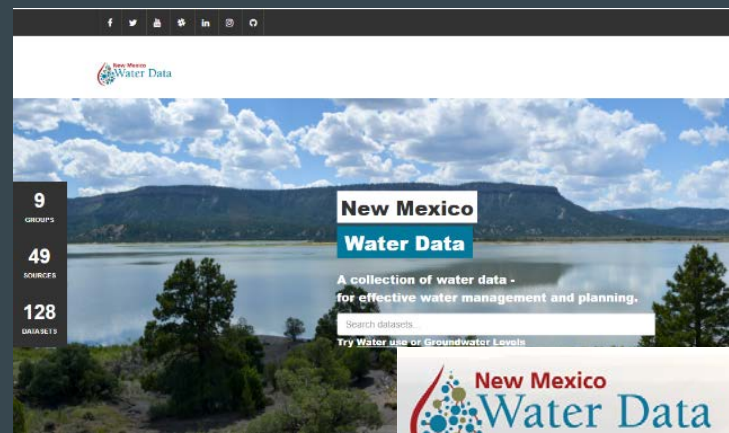 New Mexico
Water Data
9
GROUPS
49
SOURCES
128
DATASETS
New Mexico
Water Data
A collection of water data -
for effective water management and planning.
Search datasets...
Try Water use or Groundwater Levels
New Mexico
Water Data